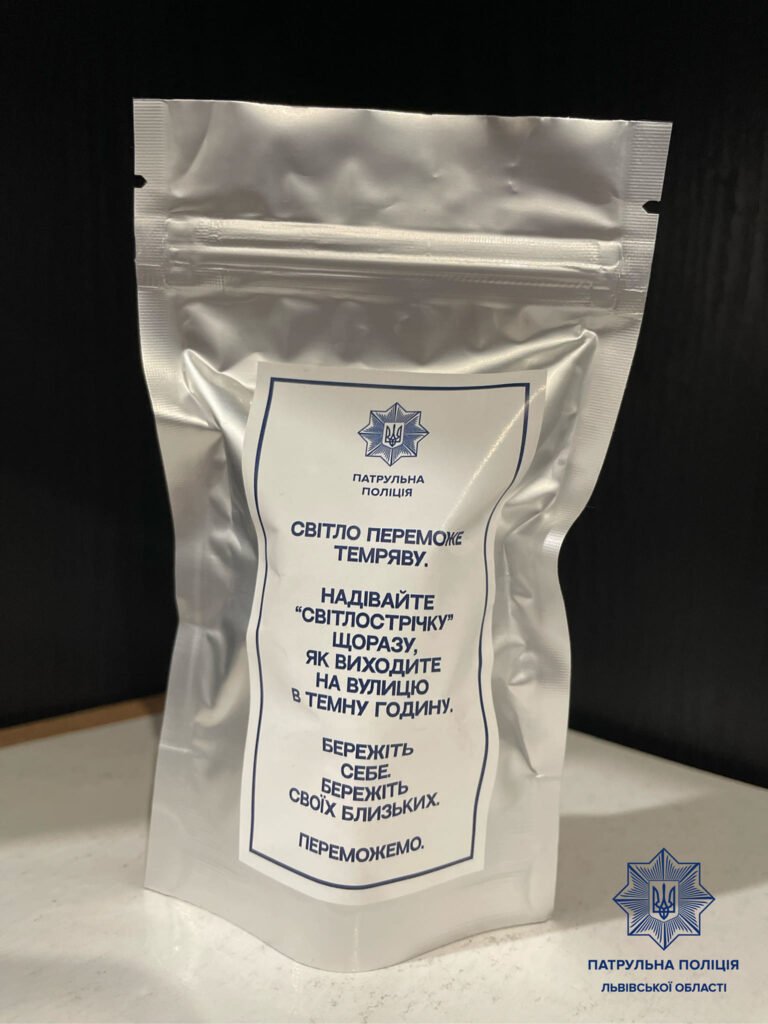 ПАТРУЛЬНА
ПОЛІЦІЯ
СВІТЛО ПЕРЕМОЖЕ
ТЕМРЯВУ.
НАДІВАЙТЕ
“СВІТЛОСТРІЧКУ”
ЩОРАЗУ,
ЯК ВИХОДИТЕ
НА ВУЛИЦЮ
В ТЕМНУ ГОДИНУ.
БЕРЕЖІТЬ
СЕБЕ.
БЕРЕЖІТЬ
СВОЇХ БЛИЗЬКИХ.
ПЕРЕМОЖЕМО.
ПАТРУЛЬНА ПОЛІЦІЯ
ЛЬВІВСЬКОЇ ОБЛАСТІ